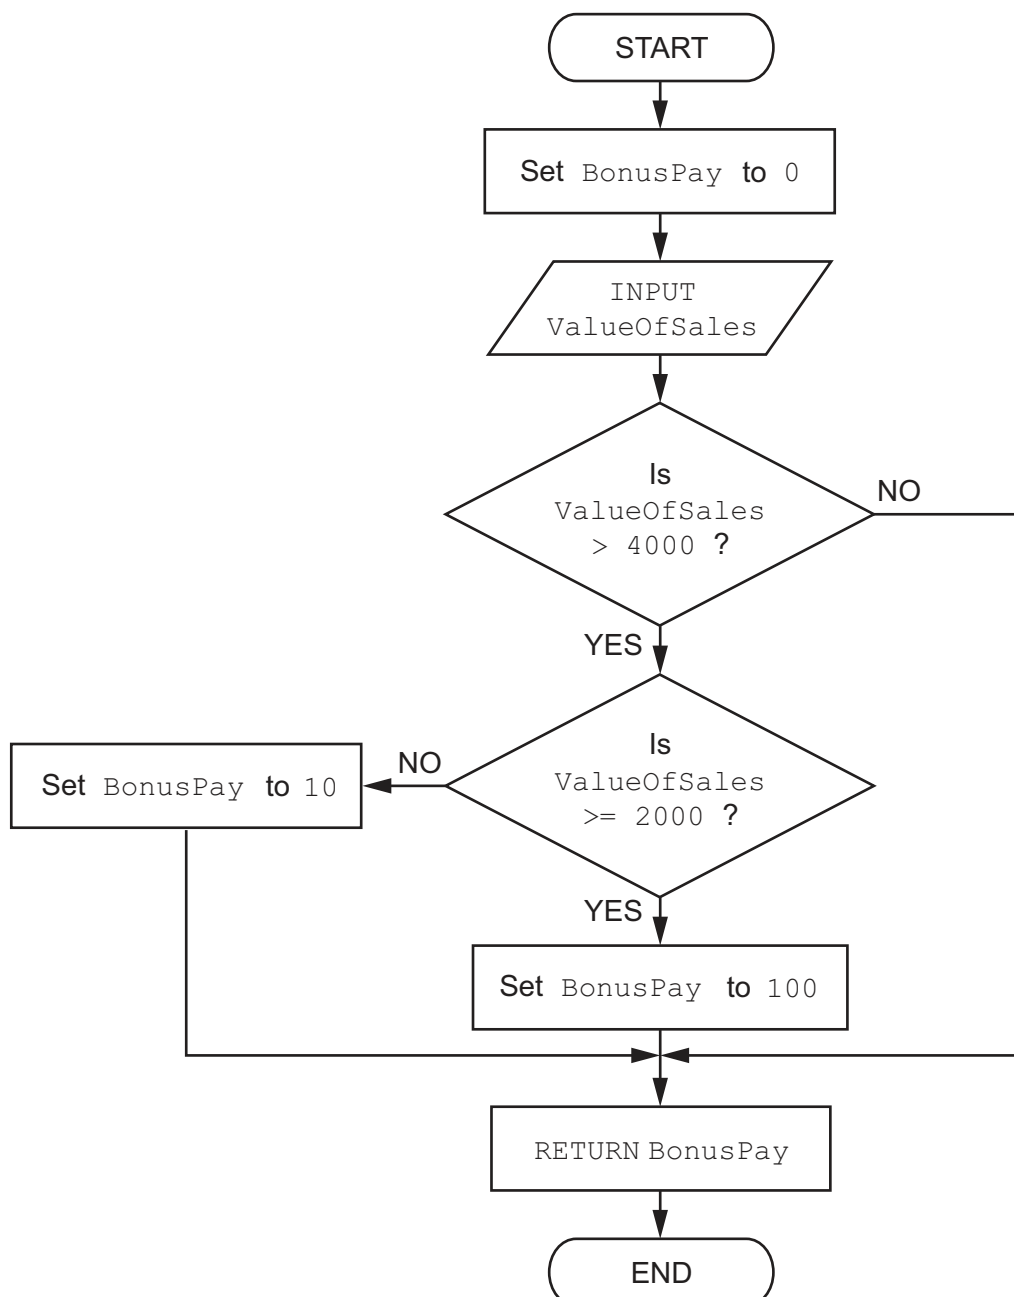 START
Set BonusPay to 0
INPUT
ValueOfSales
Is
ValueOfSales
> 4000 ?
NO
YES
Is
ValueOfSales
>= 2000 ?
NO
Set BonusPay to 10
YES
Set BonusPay to 100
RETURN BonusPay
END